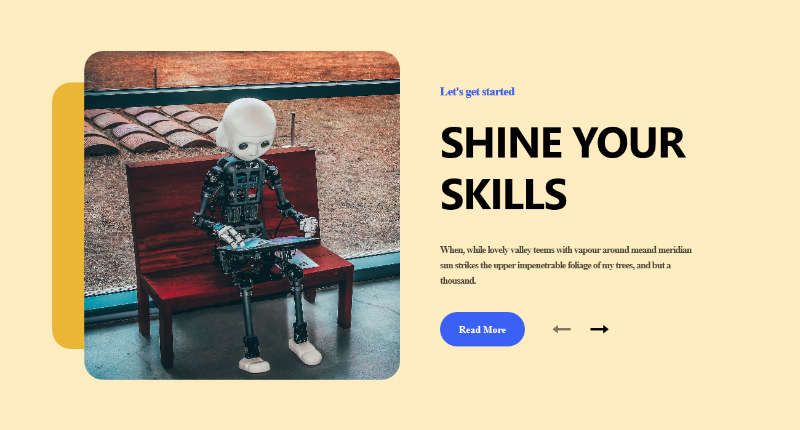 Let's get started
SHINE YOUR
SKILLS
When, while lovely valley teems with vapour around meand meridian
sun strikes the upper impenetrable foliage of my trees, and but a
thousand.
Read More